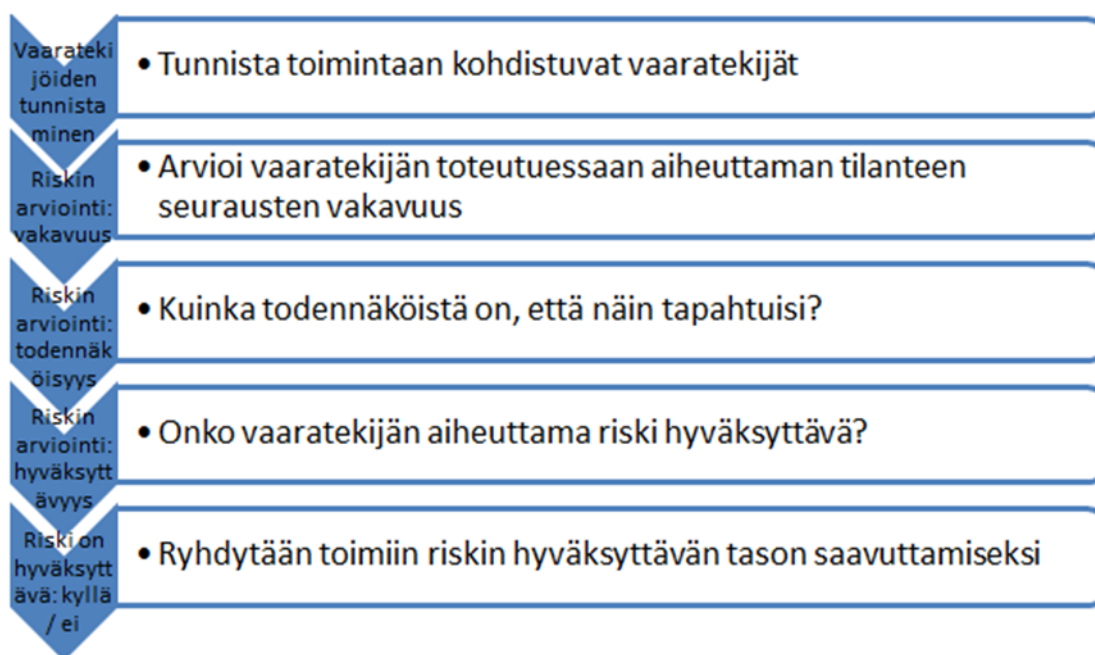 Vaarateki
jöiden
tunnista
minen
• Tunnista toimintaan kohdistuvat vaaratekijät
Riskin
arviointi:
vakavuus
• Arvioi vaaratekijän toteutuessaan aiheuttaman tilanteen
seurausten vakavuus
Riskin
arviointi:
todennäk
öisyys
• Kuinka todennäköistä on, että näin tapahtuisi?
Riskin
arviointi:
hyväksytt
ävyys
• Onko vaaratekijän aiheuttama riski hyväksyttävä?
Riski on
hyväksytt
ävä: kyllä
/ ei
• Ryhdytään toimiin riskin hyväksyttävän tason saavuttamiseksi